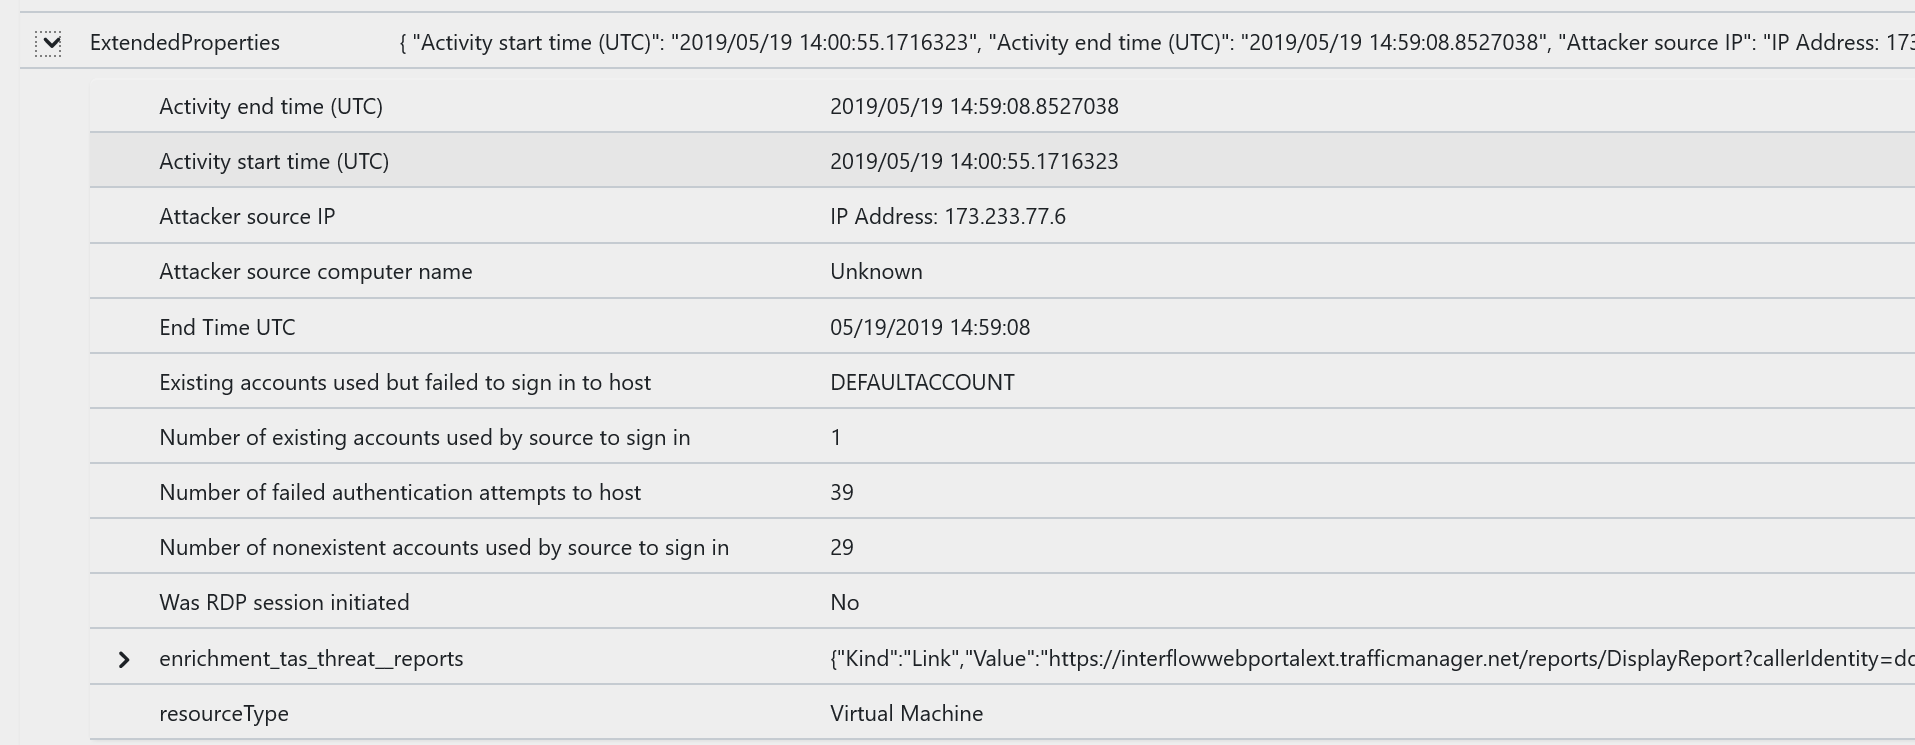 ExtendedProperties { "Activity start time (UTC)": "2019/05/19 14:00:55.1716323", "Activity end time (UTC)": "2019/05/19 14:59:08.8527038", "Attacker source IP": "IP Address: 173
Activity end time (UTC) 2019/05/19 14:59:08.8527038
Activity start time (UTC) 2019/05/19 14:00:55.1716323
Attacker source IP IP Address: 173.233.77.6
Attacker source computer name Unknown
End Time UTC 05/19/2019 14:59:08
Existing accounts used but failed to sign in to host DEFAULTACCOUNT
Number of existing accounts used by source to sign in 1
Number of failed authentication attempts to host 39
Number of nonexistent accounts used by source to sign in 29
Was RDP session initiated No
enrichment_tas_threat__reports {"Kind":"Link","Value":"https://interflowwebportalext.trafficmanager.net/reports/DisplayReport?callerIdentity=dd
resourceType Virtual Machine